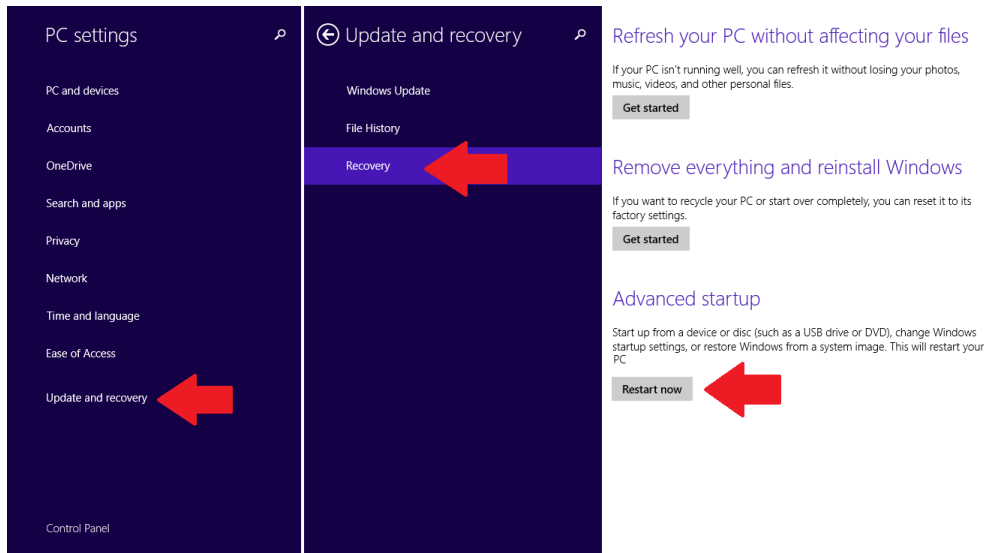 PC settings
PC and devices
Accounts
OneDrive
Search and apps
Privacy
Network
Time and language
Ease of Access
Update and recovery
Control Panel
Update and recovery
Windows Update
File History
Recovery
Refresh your PC without affecting your files
If your PC isn't running well, you can refresh it without losing your photos,
music, videos, and other personal files.
Get started
Remove everything and reinstall Windows
If you want to recycle your PC or start over completely, you can reset it to its
factory settings.
Get started
Advanced startup
Start up from a device or disc (such as a USB drive or DVD), change Windows
startup settings, or restore Windows from a system image. This will restart your
PC
Restart now